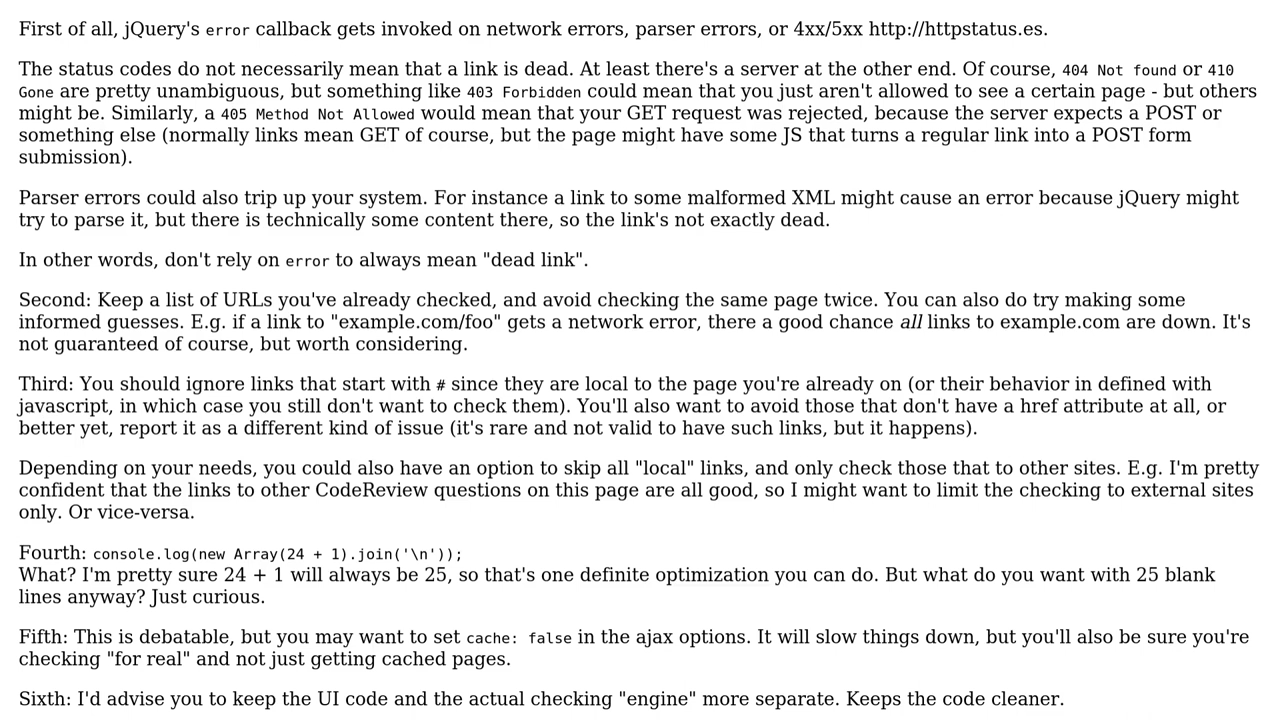 First of all, jQuery's error callback gets invoked on network errors, parser errors, or 4xx/5xx http://httpstatus.es.
The status codes do not necessarily mean that a link is dead. At least there's a server at the other end. Of course, 404 Not found or 410
Gone are pretty unambiguous, but something like 403 Forbidden could mean that you just aren't allowed to see a certain page - but others
might be. Similarly, a 405 Method Not Allowed would mean that your GET request was rejected, because the server expects a POST or
something else (normally links mean GET of course, but the page might have some JS that turns a regular link into a POST form
submission).
Parser errors could also trip up your system. For instance a link to some malformed XML might cause an error because jQuery might
try to parse it, but there is technically some content there, so the link's not exactly dead.
In other words, don't rely on error to always mean "dead link".
Second: Keep a list of URLs you've already checked, and avoid checking the same page twice. You can also do try making some
informed guesses. E.g. if a link to "example.com/foo" gets a network error, there a good chance all links to example.com are down. It's
not guaranteed of course, but worth considering.
Third: You should ignore links that start with # since they are local to the page you're already on (or their behavior in defined with
javascript, in which case you still don't want to check them). You'll also want to avoid those that don't have a href attribute at all, or
better yet, report it as a different kind of issue (it's rare and not valid to have such links, but it happens).
Depending on your needs, you could also have an option to skip all "local" links, and only check those that to other sites. E.g. I'm pretty
confident that the links to other CodeReview questions on this page are all good, so I might want to limit the checking to external sites
only. Or vice-versa.
Fourth: console.log(new Array(24 + 1).join('\n'));
What? I'm pretty sure 24 + 1 will always be 25, so that's one definite optimization you can do. But what do you want with 25 blank
lines anyway? Just curious.
Fifth: This is debatable, but you may want to set cache: false in the ajax options. It will slow things down, but you'll also be sure you're
checking "for real" and not just getting cached pages.
Sixth: I'd advise you to keep the UI code and the actual checking "engine" more separate. Keeps the code cleaner.